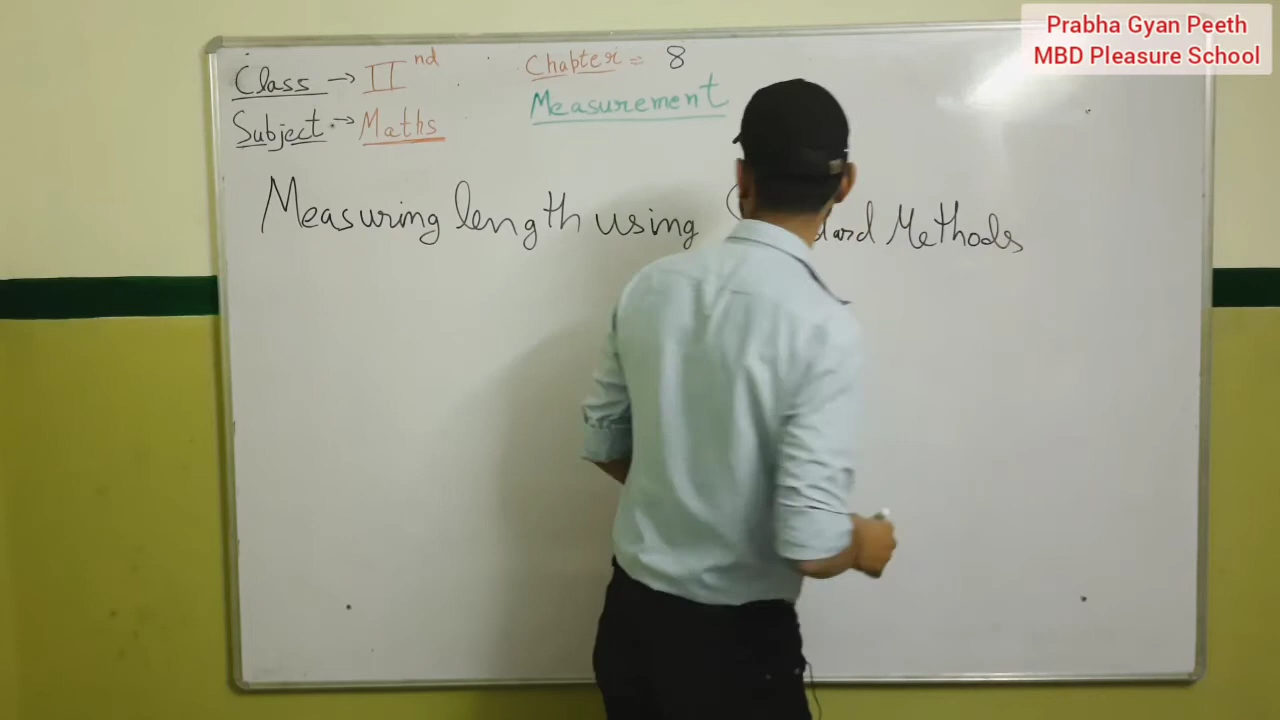 Prabha Gyan Peeth
MBD Pleasure School
Class → IInd
Chapter = 8
Subject → Maths
Measurement
Measuring length using Methods